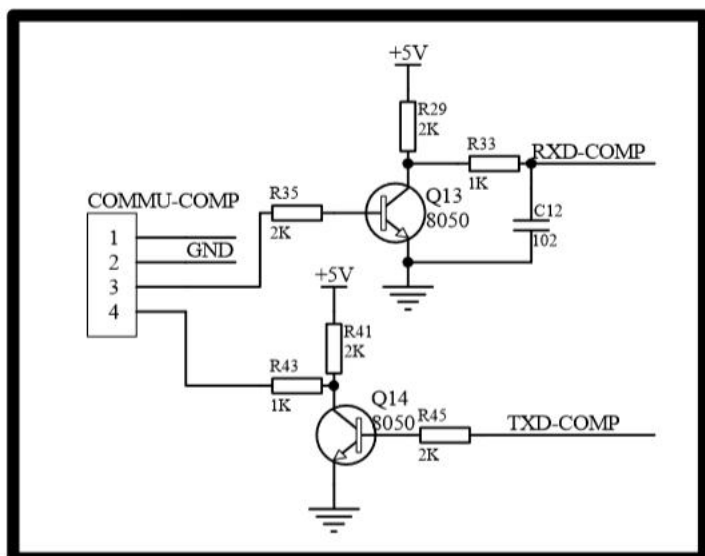 +5V
R29
2K
R33
RXD-COMP
1K
R35
Q13
8050
C12
102
COMMU-COMP
2K
1
GND
2
3
4
+5V
R41
2K
R43
1K
Q14
8050
R45
TXD-COMP
2K